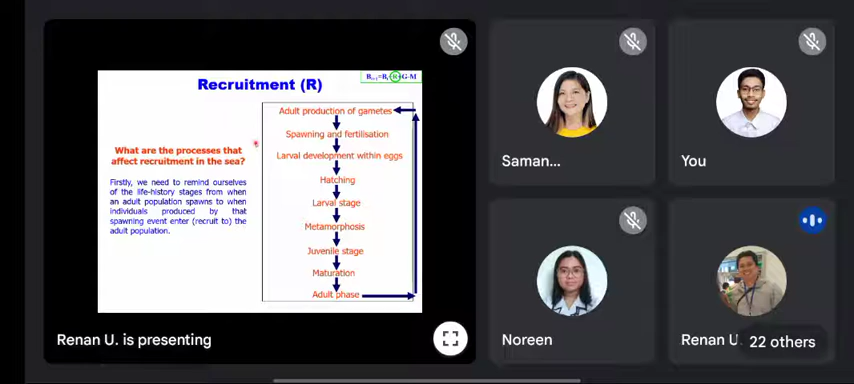 Recruitment (R)
Bt+1=Bt+R+G-M
What are the processes that
affect recruitment in the sea?
Firstly, we need to remind ourselves
of the life-history stages from when
an adult population spawns to when
individuals produced by that
spawning event enter (recruit to) the
adult population.
Adult production of gametes
Spawning and fertilisation
Larval development within eggs
Hatching
Larval stage
Metamorphosis
Juvenile stage
Maturation
Adult phase
Renan U. is presenting
Saman...
You
Noreen
Renan U.
22 others